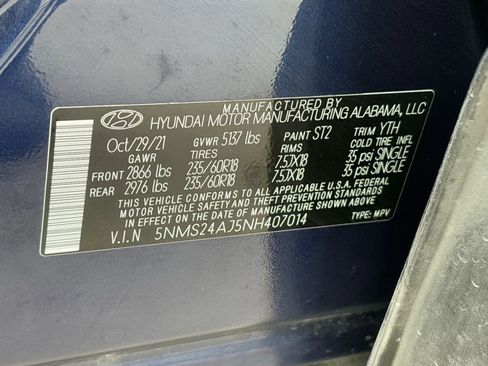 MANUFACTURED BY
HYUNDAI MOTOR MANUFACTURING ALABAMA, LLC
Oct/29/21 GVWR 5137 lbs PAINT ST2 TRIM YTH
GAWR TIRES RIMS COLD TIRE INFL
FRONT 2866 lbs 235/60R18 7.5JX18 35 psi SINGLE
REAR 2976 lbs 235/60R18 7.5JX18 35 psi SINGLE
THIS VEHICLE CONFORMS TO ALL APPLICABLE U.S.A. FEDERAL
MOTOR VEHICLE SAFETY AND THEFT PREVENTION STANDARDS
IN EFFECT ON THE DATE OF MANUFACTURE SHOWN ABOVE.
V.I.N 5NMS24AJ5NH407014 TYPE: MPV